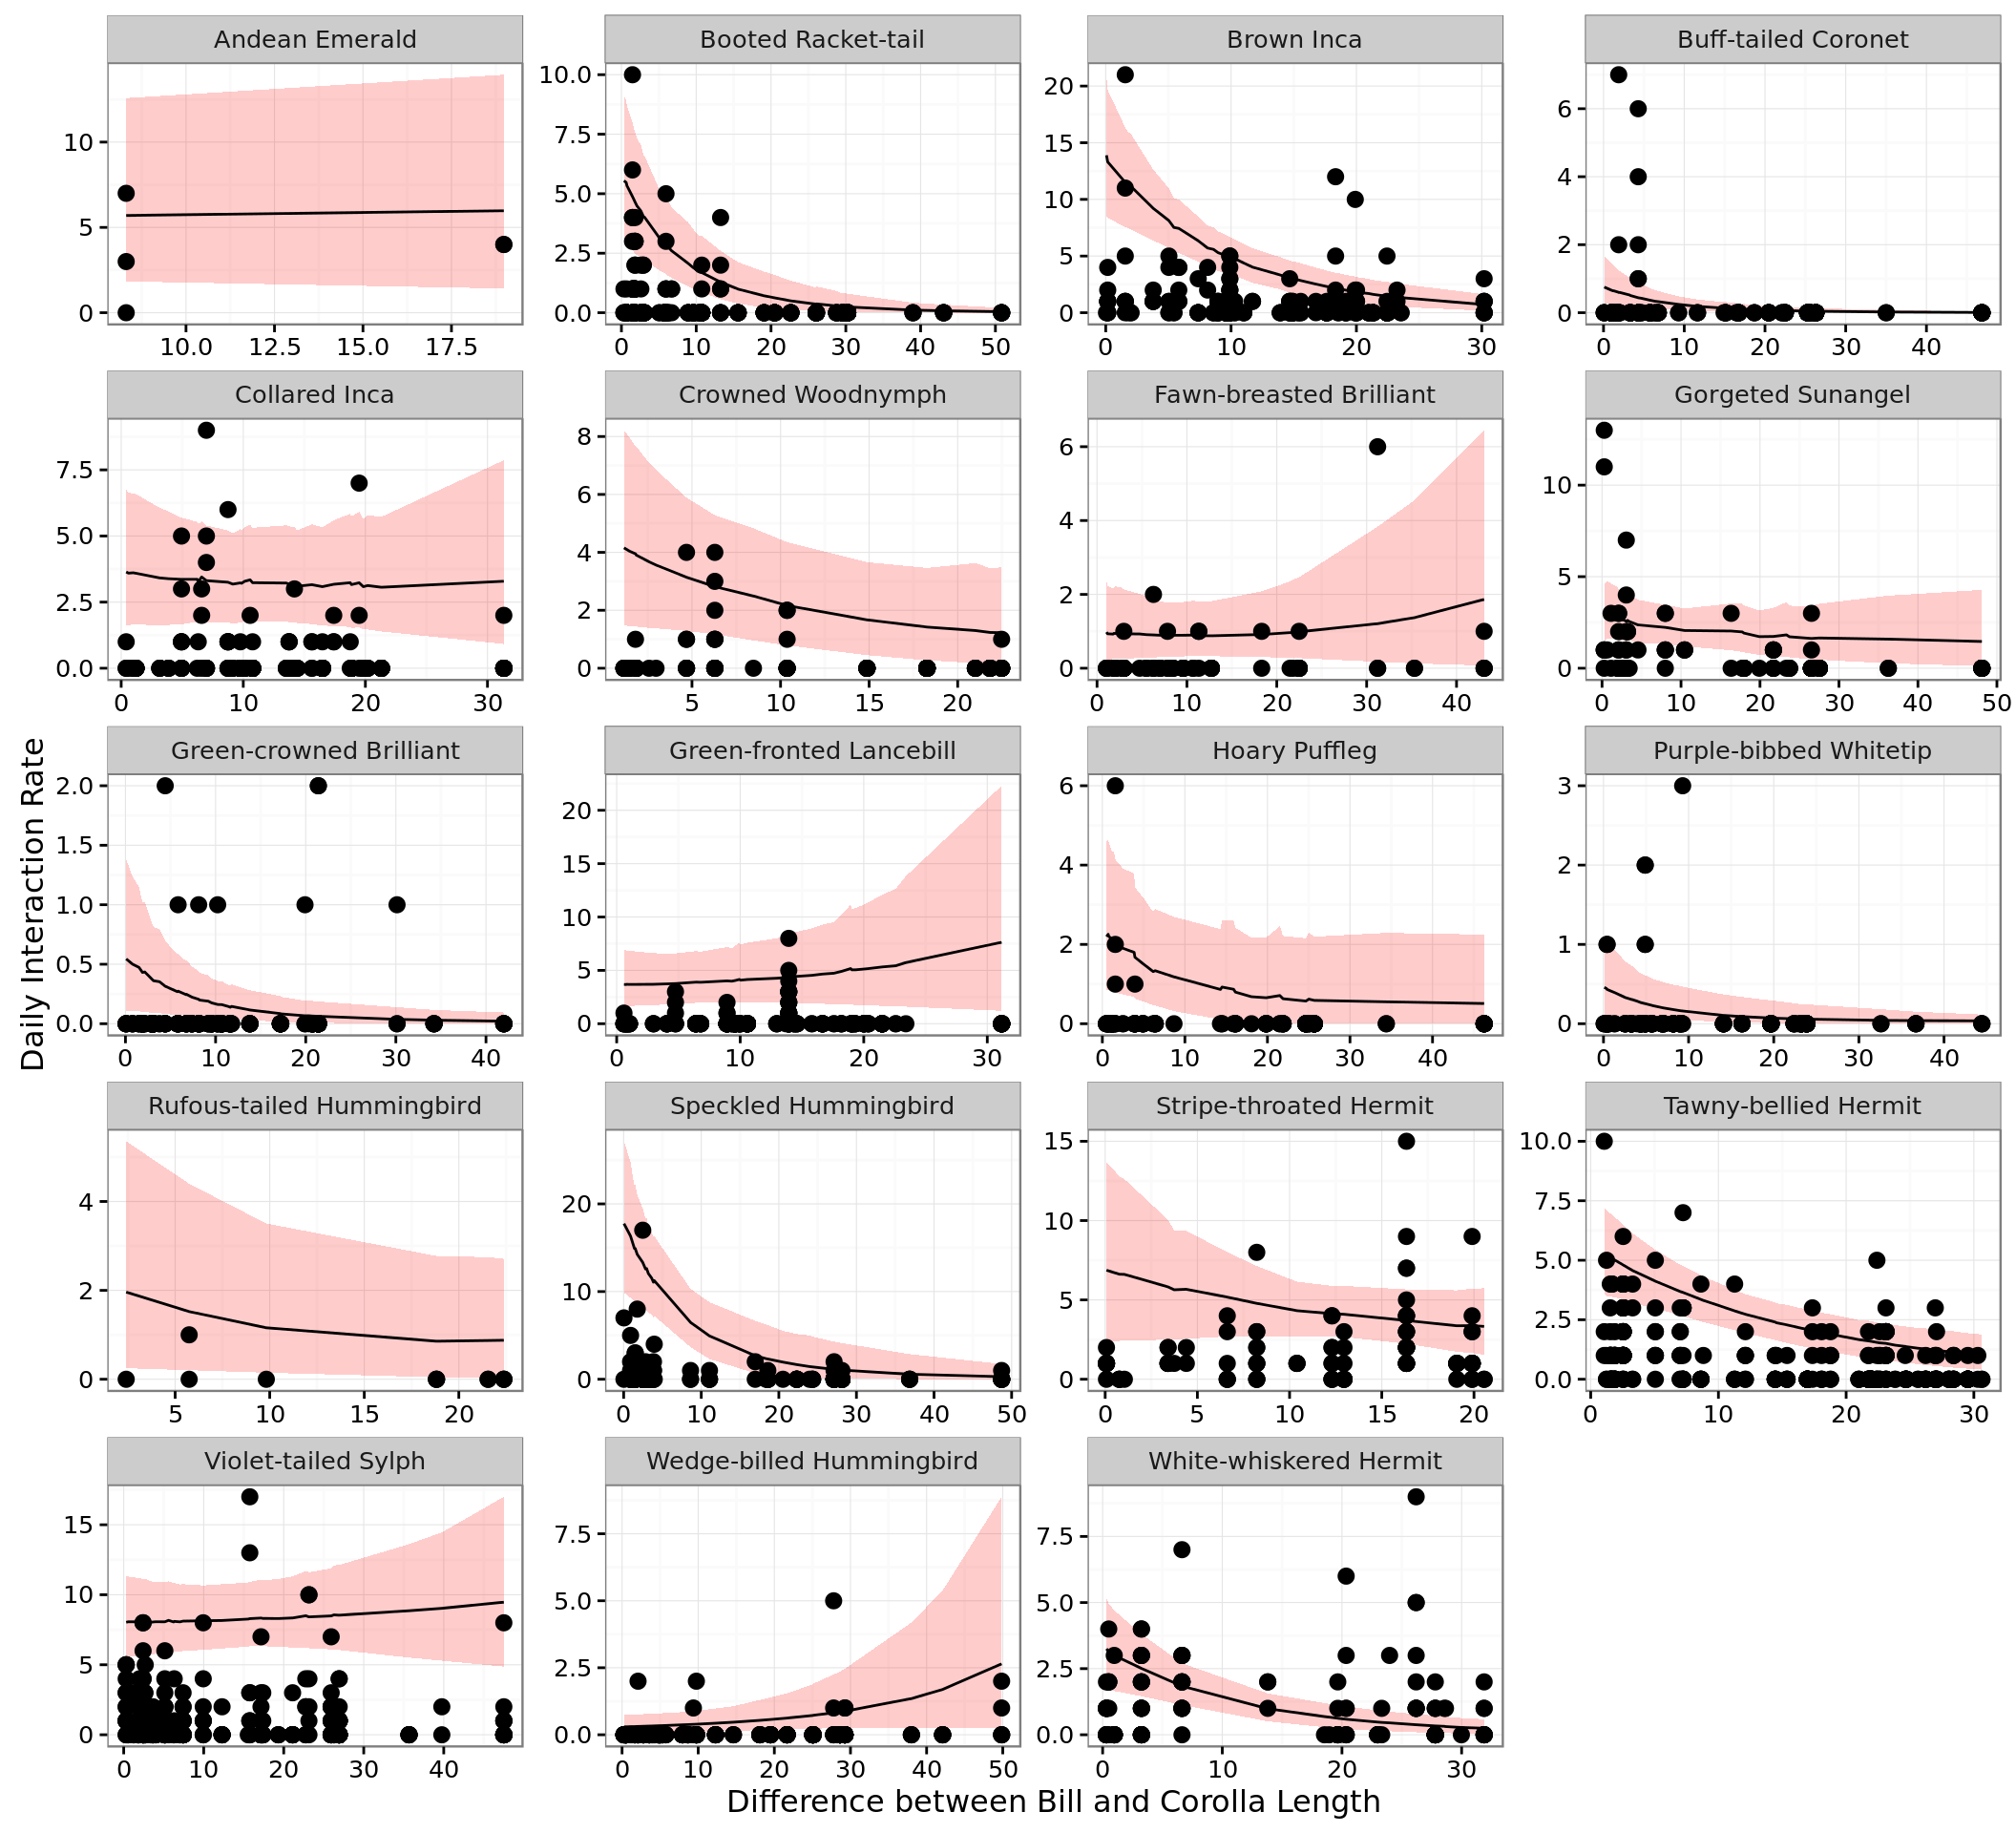 Andean Emerald Booted Racket-tail Brown Inca Buff-tailed Coronet
10 5 0
10.0 7.5 5.0 2.5 0.0
20 15 10 5 0
6 4 2 0
10.0 12.5 15.0 17.5
0 10 20 30 40 50
0 10 20 30
0 10 20 30 40
Collared Inca Crowned Woodnymph Fawn-breasted Brilliant Gorgeted Sunangel
7.5 5.0 2.5 0.0
8 6 4 2 0
6 4 2 0
10 5 0
0 10 20 30
5 10 15 20
0 10 20 30 40
0 10 20 30 40 50
Daily Interaction Rate
Green-crowned Brilliant Green-fronted Lancebill Hoary Puffleg Purple-bibbed Whitetip
2.0 1.5 1.0 0.5 0.0
20 15 10 5 0
6 4 2 0
3 2 1 0
0 10 20 30 40
0 10 20 30
0 10 20 30 40
0 10 20 30 40
Rufous-tailed Hummingbird Speckled Hummingbird Stripe-throated Hermit Tawny-bellied Hermit
4 2 0
20 10 0
15 10 5 0
10.0 7.5 5.0 2.5 0.0
5 10 15 20
0 10 20 30 40 50
0 5 10 15 20
0 10 20 30
Violet-tailed Sylph Wedge-billed Hummingbird White-whiskered Hermit
15 10 5 0
7.5 5.0 2.5 0.0
7.5 5.0 2.5 0.0
0 10 20 30 40
0 10 20 30 40 50
0 10 20 30
Difference between Bill and Corolla Length